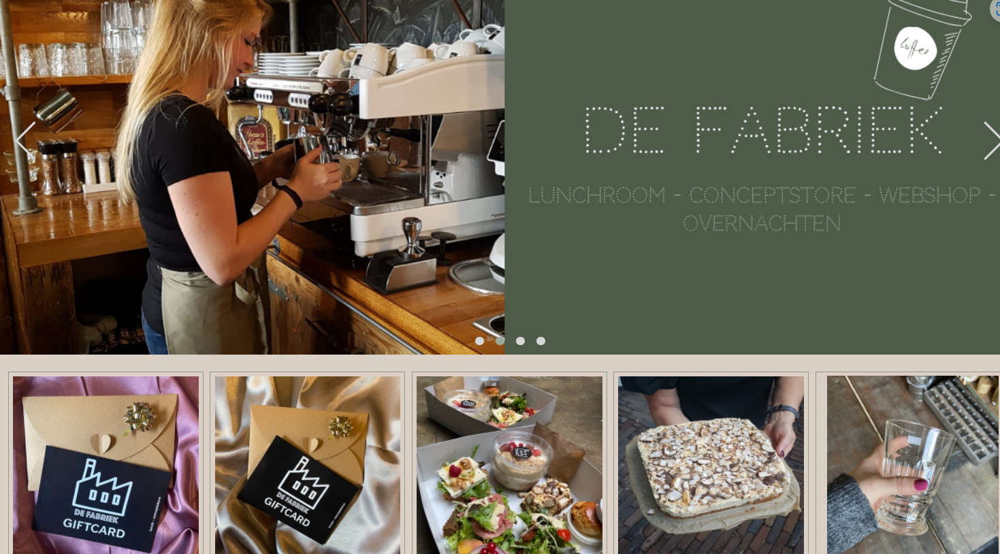 Coffee
DE FABRIEK
LUNCHROOM - CONCEPTSTORE - WEBSHOP -
OVERNACHTEN
DE FABRIEK
GIFTCARD
DE FABRIEK
GIFTCARD